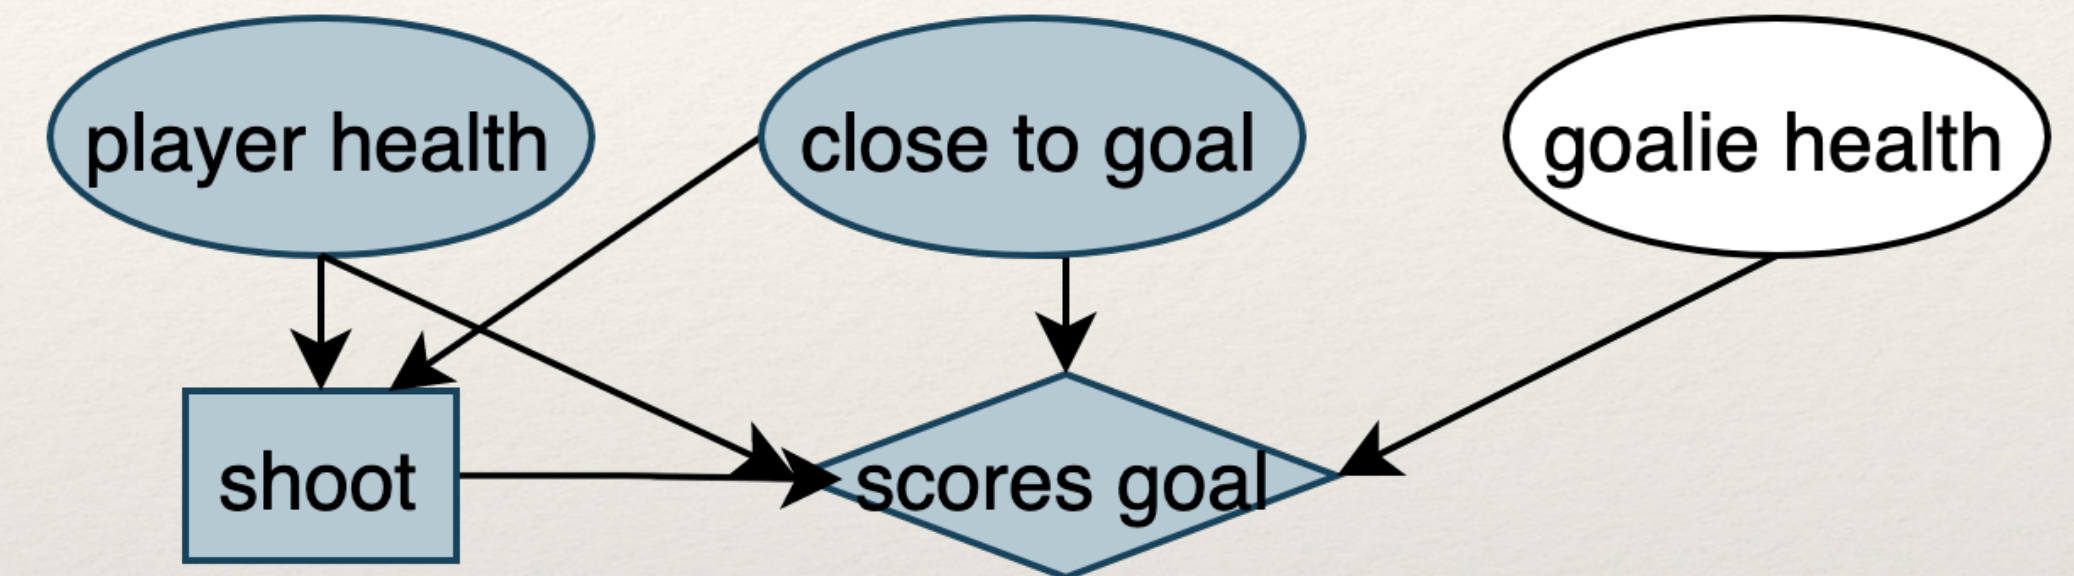 player health
close to goal
goalie health
shoot
scores goal